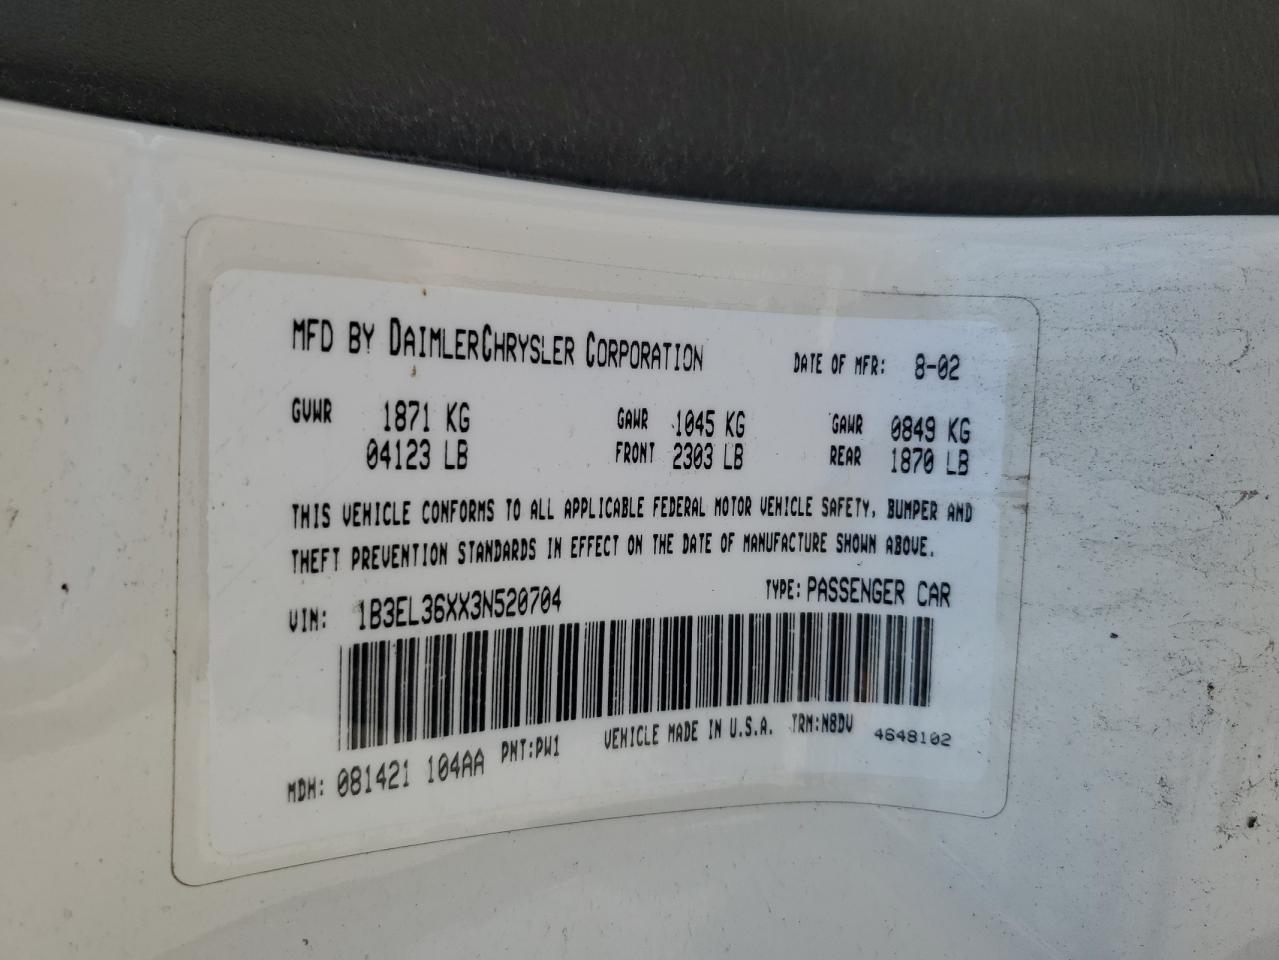 MFD BY DAIMLERCHRYSLER CORPORATION DATE OF MFR: 8-02
GVWR 1871 KG GAWR 1045 KG GAWR 0849 KG
04123 LB FRONT 2303 LB REAR 1870 LB
THIS VEHICLE CONFORMS TO ALL APPLICABLE FEDERAL MOTOR VEHICLE SAFETY, BUMPER AND
THEFT PREVENTION STANDARDS IN EFFECT ON THE DATE OF MANUFACTURE SHOWN ABOVE.
VIN: 1B3EL36XX3N520704 TYPE: PASSENGER CAR
MDH: 081421 104AA PNT:PW1 VEHICLE MADE IN U.S.A. TRM:N8DV 4648102